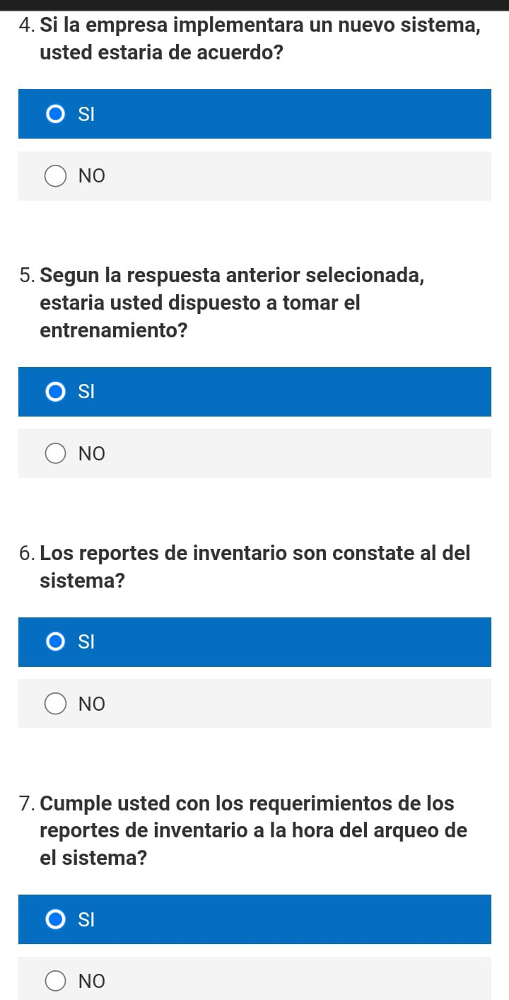 4. Si la empresa implementara un nuevo sistema,
usted estaria de acuerdo?
SI
NO
5. Segun la respuesta anterior selecionada,
estaria usted dispuesto a tomar el
entrenamiento?
SI
NO
6. Los reportes de inventario son constate al del
sistema?
SI
NO
7. Cumple usted con los requerimientos de los
reportes de inventario a la hora del arqueo de
el sistema?
SI
NO